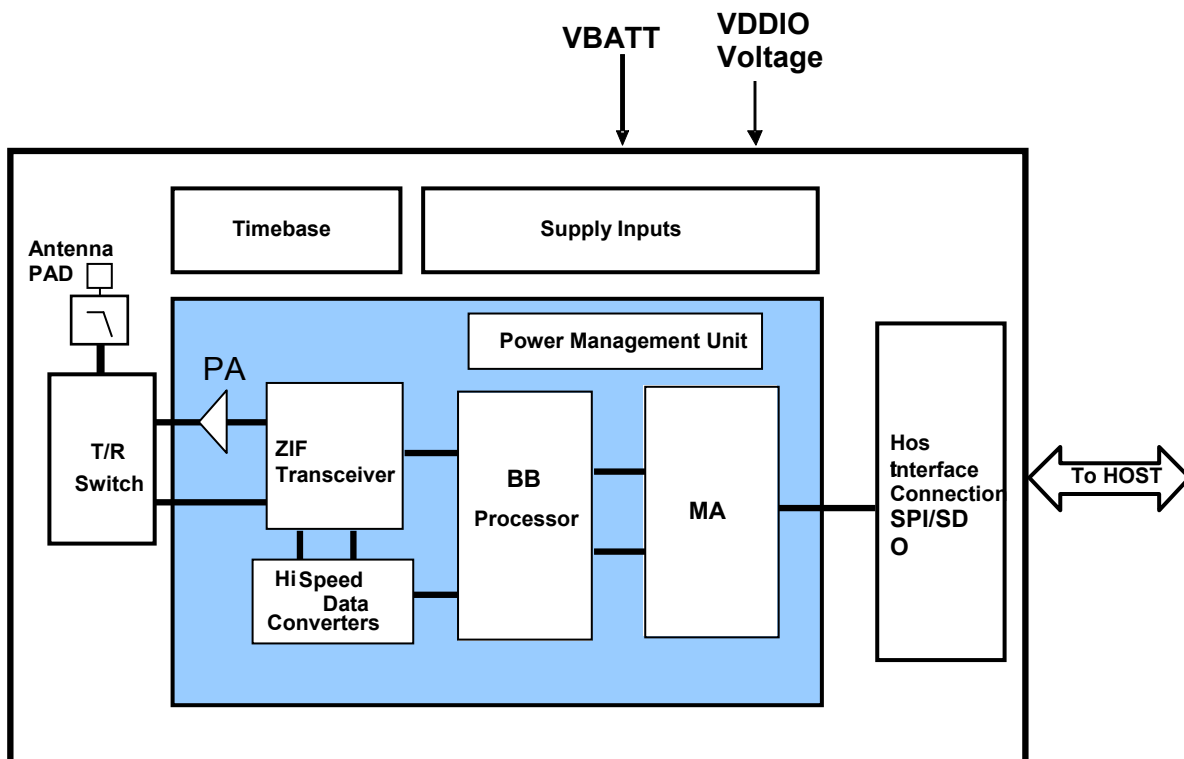 VBATT
VDDIO
Voltage
Timebase
Supply Inputs
Antenna
PAD
Power Management Unit
PA
T/R
Switch
ZIF
Transceiver
BB
Processor
MA
Hos
tnterface
Connection
SPI/SD
O
To HOST
Hi Speed
Data
Converters